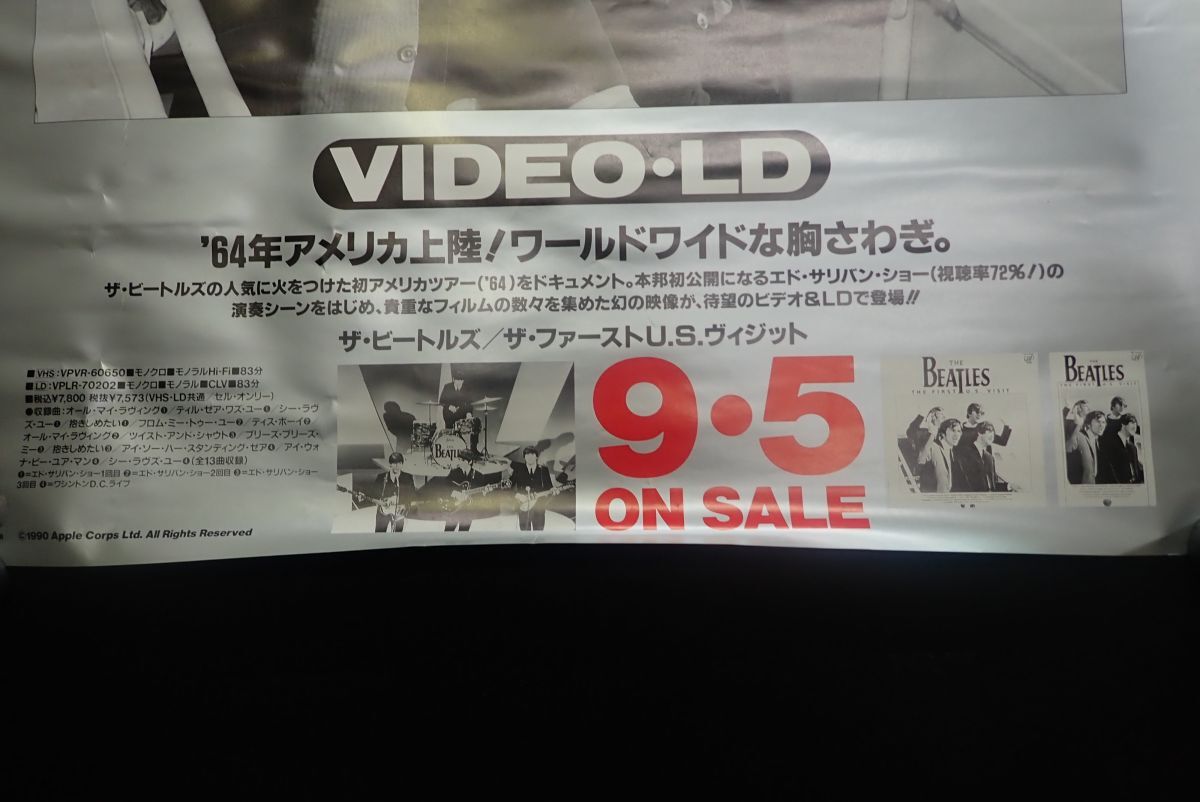 VIDEO・LD
'64年アメリカ上陸!ワールドワイドな胸さわぎ。
ザ・ビートルズの人気に火をつけた初アメリカツアー('64)をドキュメント。本邦初公開になるエド・サリバン・ショー(視聴率72%!)の
演奏シーンをはじめ、貴重なフィルムの数々を集めた幻の映像が、待望のビデオ&LDで登場!!
ザ・ビートルズ/ザ・ファーストU.S.ヴィジット
■VHS:VPVR-60650■モノクロ■モノラルHi-Fi■83分
■LD:VPLR-70202■モノクロ■モノラル■CLV■83分
■税込¥7,800 税抜¥7,573(VHS・LD共通/セル・オンリー)
●収録曲:オール・マイ・ラヴィング❶/ティル・ゼア・ワズ・ユー❶/シー・ラヴ
ズ・ユー❶/抱きしめたい❶/フロム・ミー・トゥー・ユー❷/ディス・ボーイ❷
オール・マイ・ラヴィング❷/ツイスト・アンド・シャウト❸/プリーズ・プリーズ・
ミー❸/抱きしめたい❸/アイ・ソー・ハー・スタンディング・ゼア❹/アイ・ウォ
ナ・ビー・ユア・マン❹/シー・ラヴズ・ユー❹(全13曲収録)
❶=エド・サリバン・ショー1回目 ❷=エド・サリバン・ショー2回目 ❸=エド・サリバン・ショー
3回目 ❹=ワシントンD.C.ライブ
©1990 Apple Corps Ltd. All Rights Reserved
THE
BEATLES
9・5
ON SALE
THE
BEATLES
THE FIRST U.S. VISIT
THE
BEATLES
THE FIRST U.S. VISIT